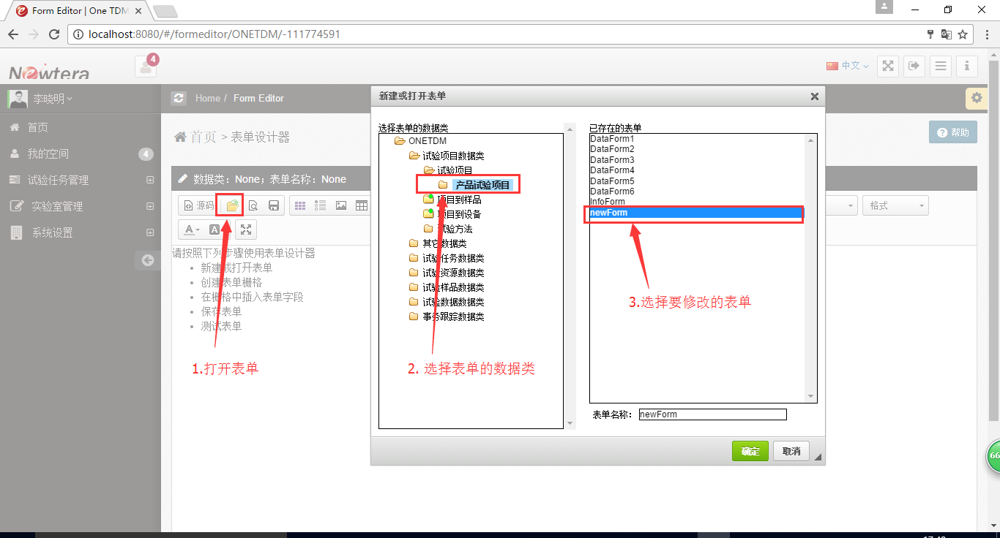 Form Editor | One TDM
localhost:8080/#/formeditor/ONETDM/-111774591
Newtera
4
中文
李晓明
Home / Form Editor
首页
我的空间
4
试验任务管理
实验室管理
系统设置
首页 > 表单设计器
帮助
数据类：None；表单名称：None
源码
格式
A
A
请按照下列步骤使用表单设计器
新建或打开表单
创建表单栅格
在栅格中插入表单字段
保存表单
测试表单
1.打开表单
新建或打开表单
选择表单的数据类
ONETDM
试验项目数据类
试验项目
产品试验项目
项目到样品
项目到设备
试验方法
其它数据类
试验任务数据类
试验资源数据类
试验样品数据类
试验数据数据类
事务跟踪数据类
2. 选择表单的数据类
已存在的表单
DataForm1
DataForm2
DataForm3
DataForm4
DataForm5
DataForm6
InfoForm
newForm
3.选择要修改的表单
表单名称： newForm
确定
取消
66